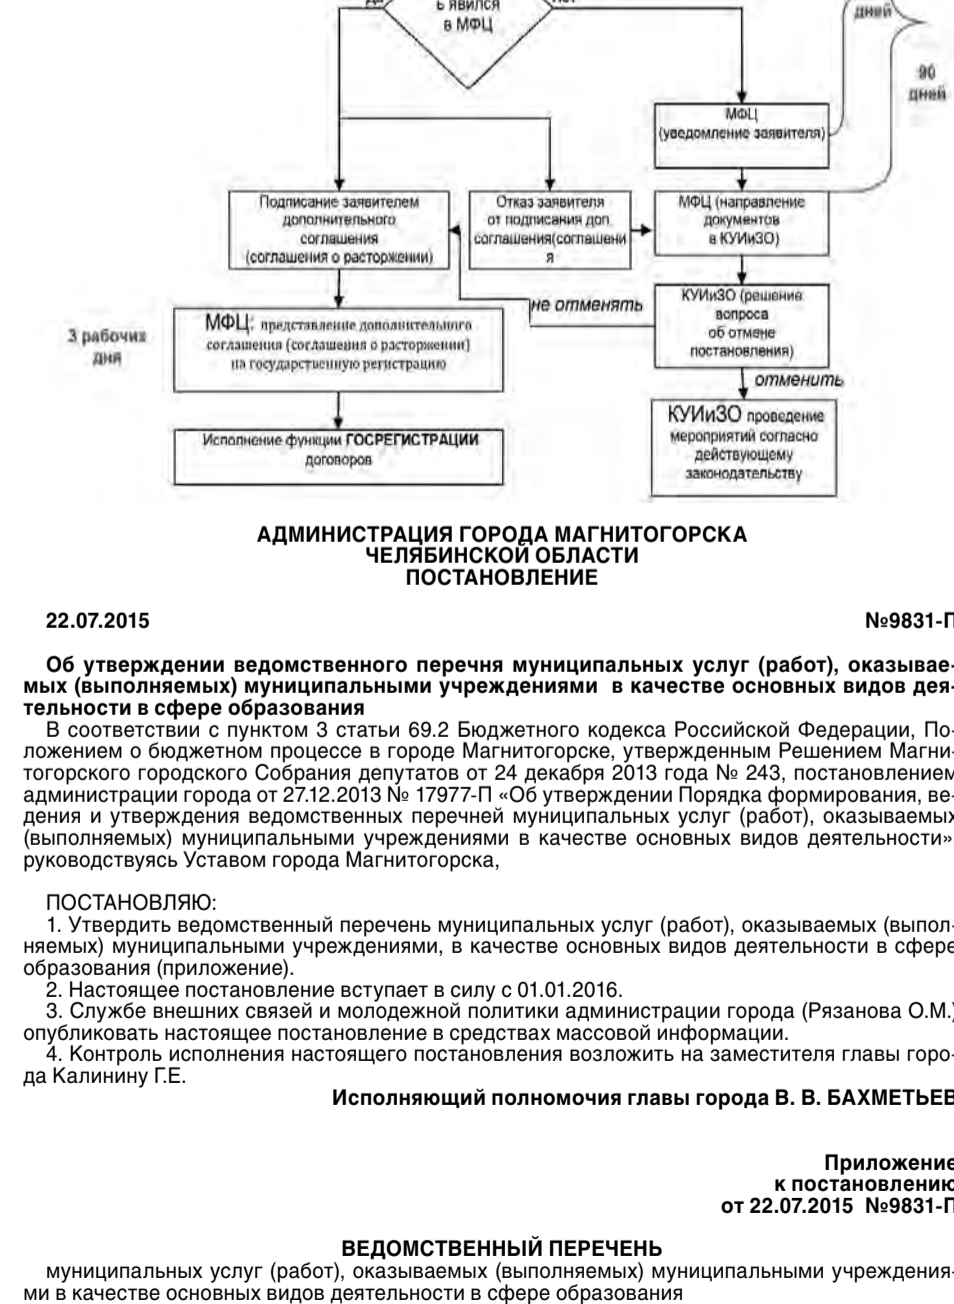 ь явился
в МФЦ
дней
90
дней
МФЦ
(уведомление заявителя)
Подписание заявителем
дополнительного
соглашения
(соглашения о расторжении)
Отказ заявителя
от подписания доп.
соглашения(соглашени
я
МФЦ (направление
документов
в КУИиЗО)
не отменять
КУИиЗО (решение
вопроса
об отмене
постановления)
3 рабочих
дня
МФЦ: представление дополнительного
соглашения (соглашения о расторжении)
на государственную регистрацию
отменить
КУИиЗО проведение
мероприятий согласно
действующему
законодательству
Исполнение функции ГОСРЕГИСТРАЦИИ
договоров
АДМИНИСТРАЦИЯ ГОРОДА МАГНИТОГОРСКА
ЧЕЛЯБИНСКОЙ ОБЛАСТИ
ПОСТАНОВЛЕНИЕ
22.07.2015 №9831-П
Об утверждении ведомственного перечня муниципальных услуг (работ), оказывае-
мых (выполняемых) муниципальными учреждениями в качестве основных видов дея-
тельности в сфере образования
В соответствии с пунктом 3 статьи 69.2 Бюджетного кодекса Российской Федерации, По-
ложением о бюджетном процессе в городе Магнитогорске, утвержденным Решением Магни-
тогорского городского Собрания депутатов от 24 декабря 2013 года № 243, постановлением
администрации города от 27.12.2013 № 17977-П «Об утверждении Порядка формирования, ве-
дения и утверждения ведомственных перечней муниципальных услуг (работ), оказываемых
(выполняемых) муниципальными учреждениями в качестве основных видов деятельности»,
руководствуясь Уставом города Магнитогорска,
ПОСТАНОВЛЯЮ:
1. Утвердить ведомственный перечень муниципальных услуг (работ), оказываемых (выпол-
няемых) муниципальными учреждениями, в качестве основных видов деятельности в сфере
образования (приложение).
2. Настоящее постановление вступает в силу с 01.01.2016.
3. Службе внешних связей и молодежной политики администрации города (Рязанова О.М.)
опубликовать настоящее постановление в средствах массовой информации.
4. Контроль исполнения настоящего постановления возложить на заместителя главы горо-
да Калинину Г.Е.
Исполняющий полномочия главы города В. В. БАХМЕТЬЕВ
Приложение
к постановлению
от 22.07.2015 №9831-П
ВЕДОМСТВЕННЫЙ ПЕРЕЧЕНЬ
муниципальных услуг (работ), оказываемых (выполняемых) муниципальными учреждения-
ми в качестве основных видов деятельности в сфере образования